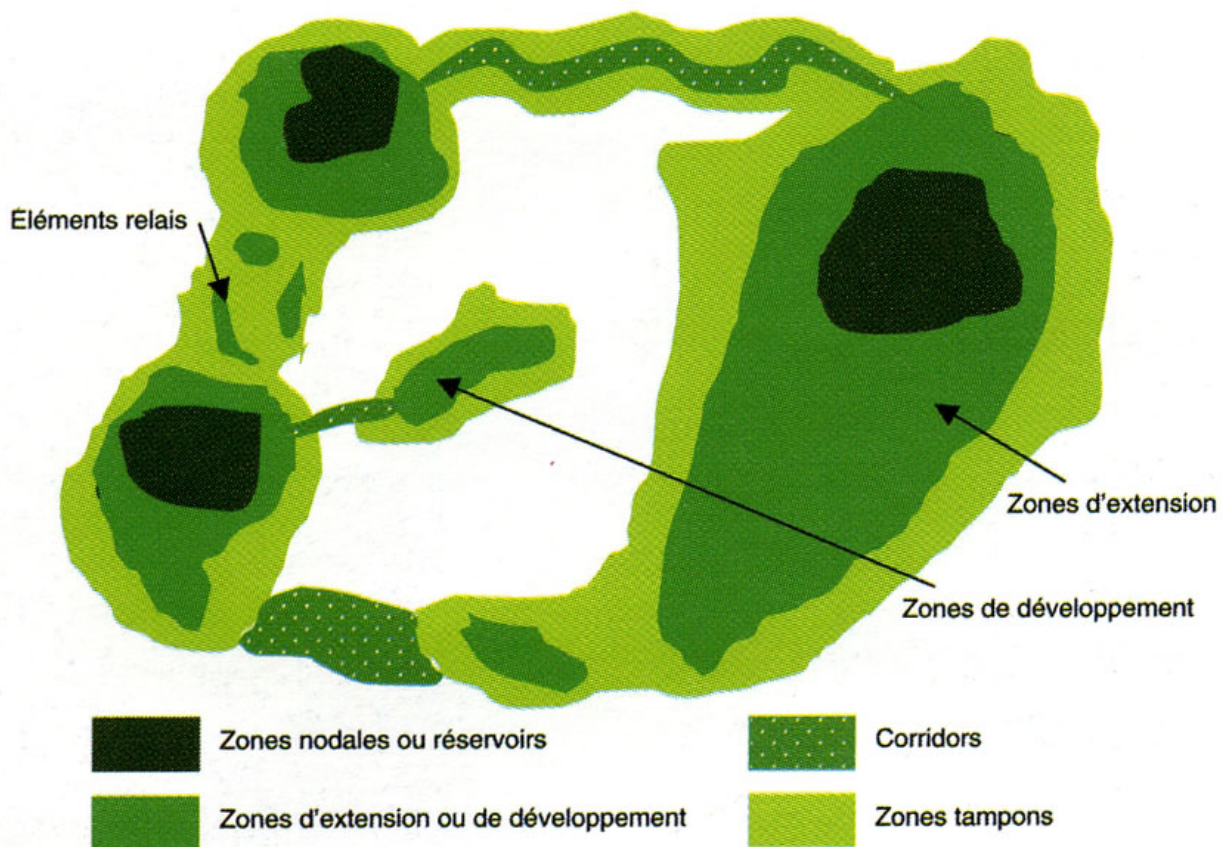 Éléments relais
Zones d'extension
Zones de développement
Zones nodales ou réservoirs
Corridors
Zones d'extension ou de développement
Zones tampons